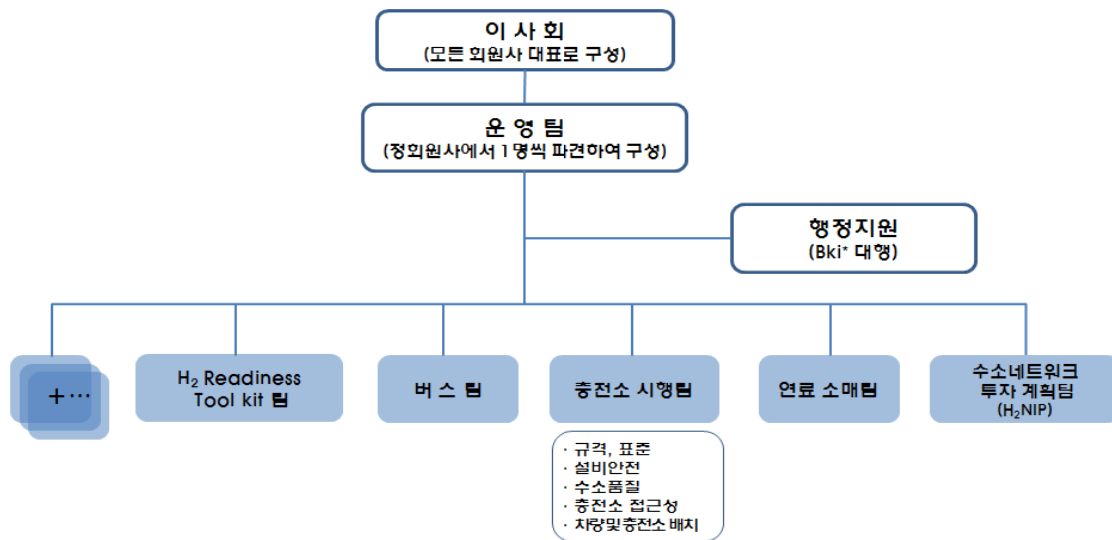 이 사 회
(모든 회원사 대표로 구성)
운 영 팀
(정회원사에서 1명씩 파견하여 구성)
행정지원
(Bki* 대행)
+…
H₂ Readiness
Tool kit 팀
버 스 팀
충전소 시행팀
연료 소매팀
수소네트워크
투자 계획팀
(H₂NIP)
· 규격, 표준
· 설비안전
· 수소품질
· 충전소 접근성
· 차량및충전소 배치